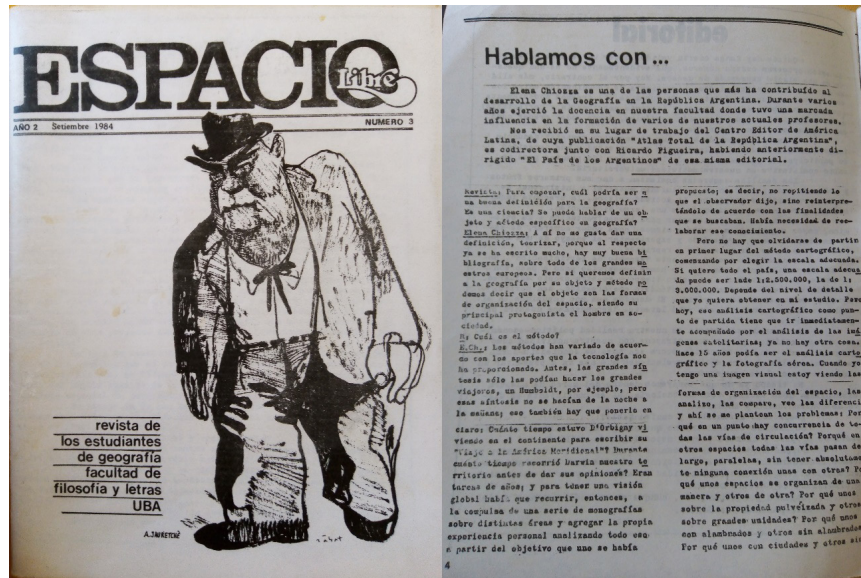 ESPACIO
Libre
AÑO 2 Setiembre 1984
NUMERO 3
revista de
los estudiantes
de geografía
facultad de
filosofía y letras
UBA
A. JAURETCHE
Hablamos con...
Elena Chiozza es una de las personas que más ha contribuído al
desarrollo de la Geografía en la República Argentina. Durante varios
años ejerció la docencia en nuestra facultad donde tuvo una marcada
influencia en la formación de varios de nuestros actuales profesores.
Nos recibió en su lugar de trabajo del Centro Editor de América
Latina, de cuya publicación "Atlas Total de la República Argentina",
es codirectora junto con Ricardo Figueira, habiendo anteriormente di-
rigido "El País de los Argentinos" de esa misma editorial.
Revista: Para empezar, cuál podría ser u
na buena definición para la geografía?
Es una ciencia? Se puede hablar de un ob
jeto y método específico en geografía?
Elena Chiozza: A mí no me gusta dar una
definición, teorizar, porque al respecto
ya se ha escrito mucho, hay muy buena bi
bliografía, sobre todo de los grandes ma
estros europeos. Pero si queremos definir
a la geografía por su objeto y método po
demos decir que el objeto son las formas
de organización del espacio, siendo su
principal protagonista el hombre en so-
ciedad.
R: Cuál es el método?
E.Ch.: Los métodos han variado de acuer-
do con los aportes que la tecnología nos
ha proporcionado. Antes, las grandes sín
tesis sólo las podían hacer los grandes
viajeros, un Humboldt, por ejemplo, pero
esas síntesis no se hacían de la noche a
la mañana; eso también hay que ponerlo en
claro: Cuánto tiempo estuvo D'Orbigny vi
viendo en el continente para escribir su
"Viaje a la América Meridional"? Durante
cuánto tiempo recorrió Darwin nuestro te
rritorio antes de dar sus opiniones? Eran
tareas de años; y para tener una visión
global había que recurrir, entonces, a
la compulsa de una serie de monografías
sobre distintas áreas y agregar la propia
experiencia personal analizando todo eso
a partir del objetivo que uno se había
4
propuesto; es decir, no repitiendo lo
que el observador dijo, sino reinterpre-
tándolo de acuerdo con las finalidades
que se buscaban. Había necesidad de ree-
laborar ese conocimiento.
Pero no hay que olvidarse de partir
en primer lugar del método cartográfico,
comenzando por elegir la escala adecuada.
Si quiero todo el país, una escala adecua
da puede ser la de 1:2.500.000, la de 1:
5.000.000. Depende del nivel de detalle
que yo quiera obtener en mi estudio. Pero
hoy, ese análisis cartográfico como pun-
to de partida tiene que ir inmediatamen-
te acompañado por el análisis de las imá
genes satelitarias; ya no hay otra cosa.
Hace 15 años podía ser el análisis carto
gráfico y la fotografía aérea. Cuando yo
tengo una imagen visual estoy viendo las
formas de organización del espacio, las
analizo, las comparo, veo las diferenci
y ahí se me plantean los problemas: Por
qué en un punto hay concurrencia de to-
das las vías de circulación? Porqué en
otros espacios todas las vías pasan de
largo, paralelas, sin tener absolutame
te ninguna conexión unas con otras? Po
qué unos espacios se organizan de una
manera y otros de otra? Por qué unos
sobre la propiedad pulverizada y otros
sobre grandes unidades? Por qué unos
con alambrados y otros sin alambrados
Por qué unos con ciudades y otros si